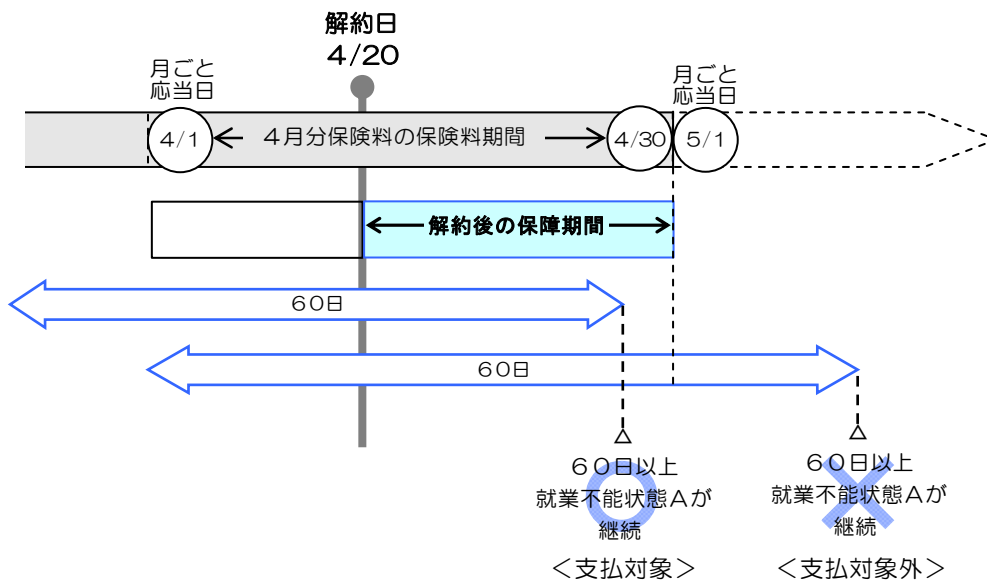 解約日
4/20
月ごと
応当日
月ごと
応当日
4/1
4月分保険料の保険料期間
4/30
5/1
解約後の保障期間
60日
60日
60日以上
就業不能状態Aが
継続
<支払対象>
60日以上
就業不能状態Aが
継続
<支払対象外>